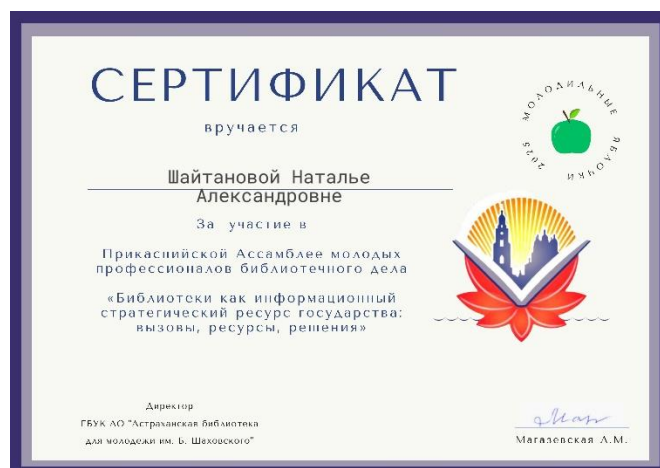 СЕРТИФИКАТ
вручается
Шайтановой Наталье
Александровне
За участие в
Прикаспийской Ассамблее молодых
профессионалов библиотечного дела
«Библиотеки как информационный
стратегический ресурс государства:
вызовы, ресурсы, решения»
МОЛОДИЛЬНЫЕ ЯБЛОЧКИ 2025
Директор
ГБУК АО "Астраханская библиотека
для молодежи им. Б. Шаховского"
Магазевская А.М.